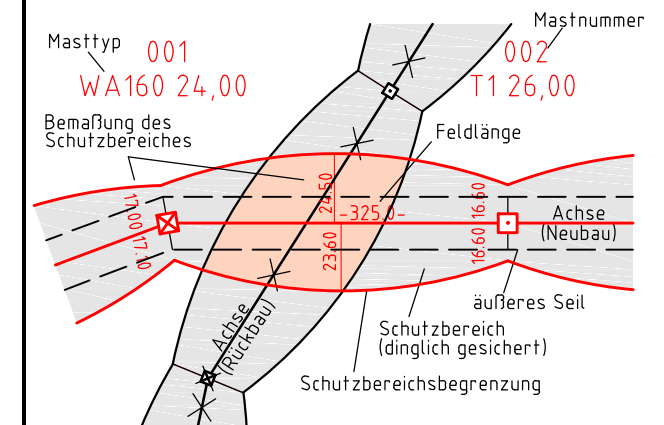 Mastnummer
Masttyp
001
WA160 24,00
002
T1 26,00
Bemaßung des
Schutzbereiches
Feldlänge
24.50
-325,0-
23.60
17.00
17.10
16.60
16.60
Achse
(Neubau)
äußeres Seil
Achse
(Rückbau)
Schutzbereich
(dinglich gesichert)
Schutzbereichsbegrenzung